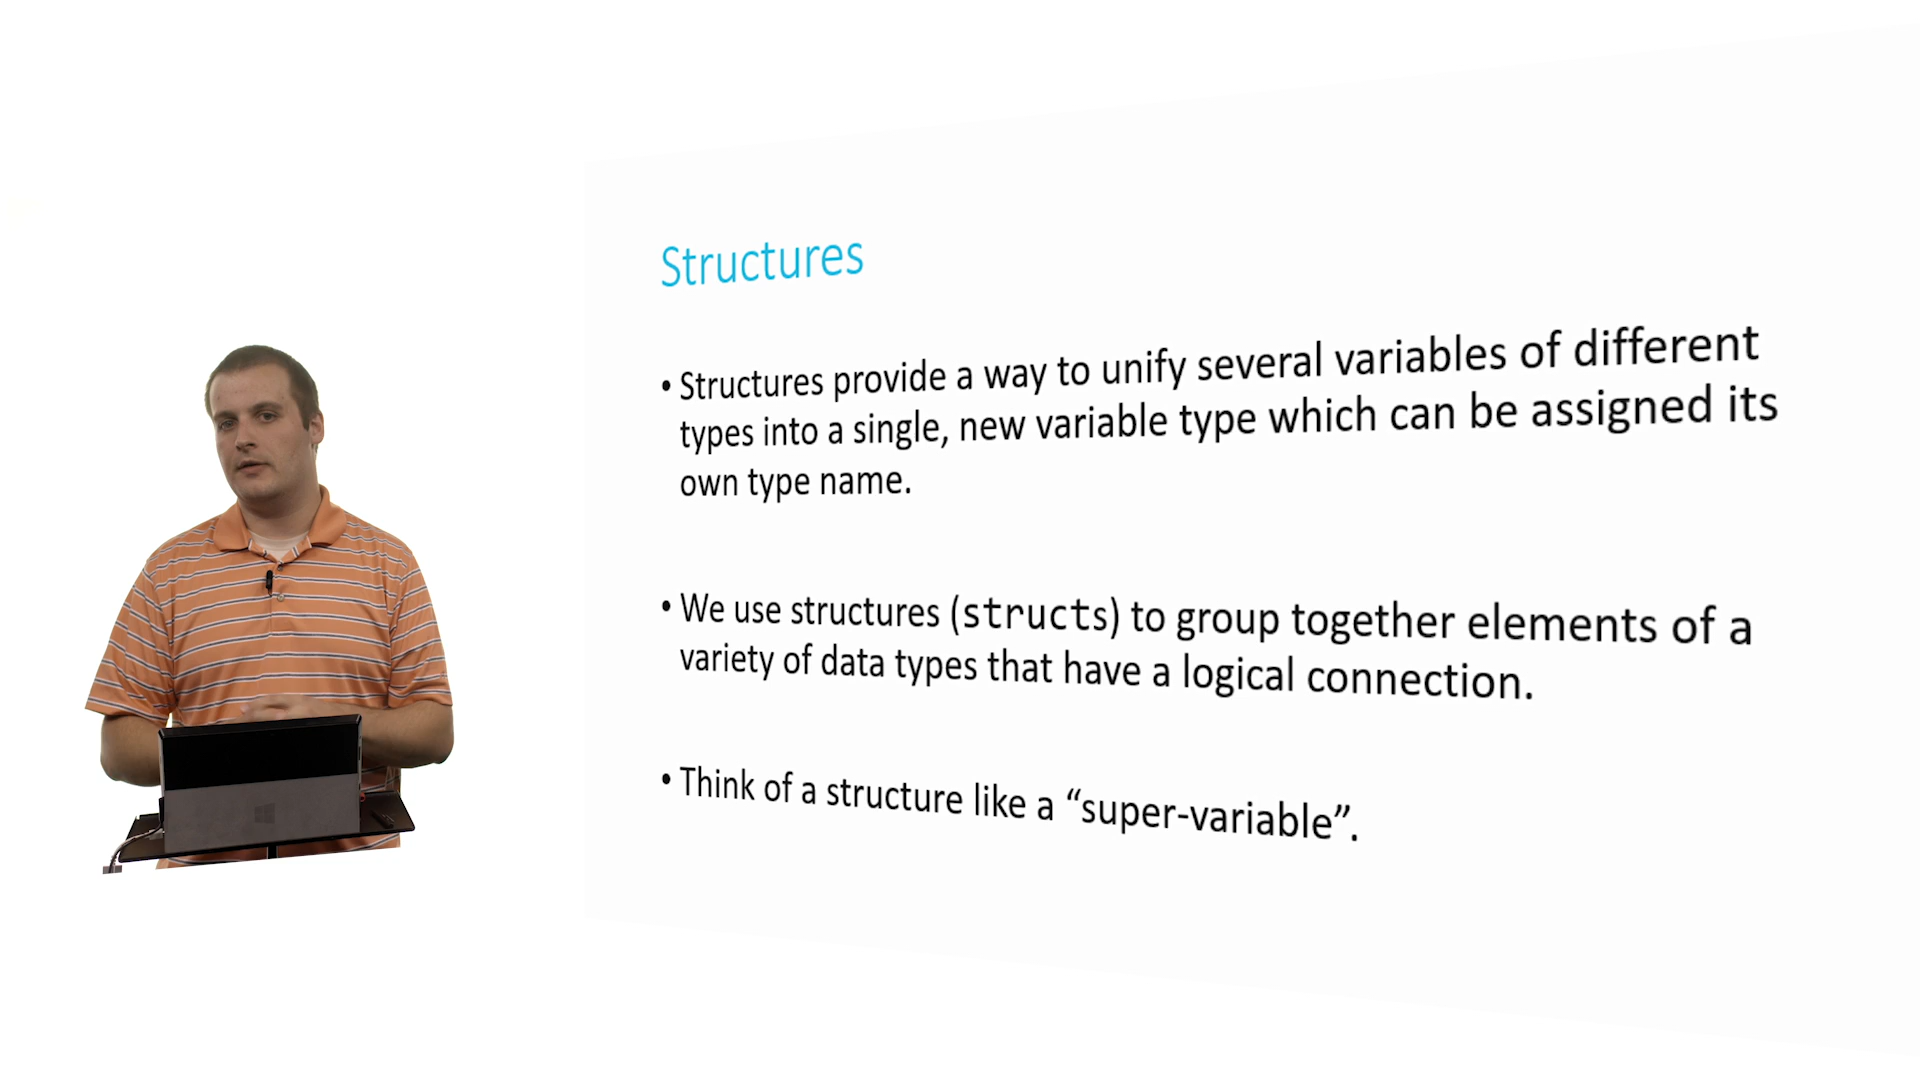 Structures
• Structures provide a way to unify several variables of different
types into a single, new variable type which can be assigned its
own type name.
• We use structures (structs) to group together elements of a
variety of data types that have a logical connection.
• Think of a structure like a “super-variable”.